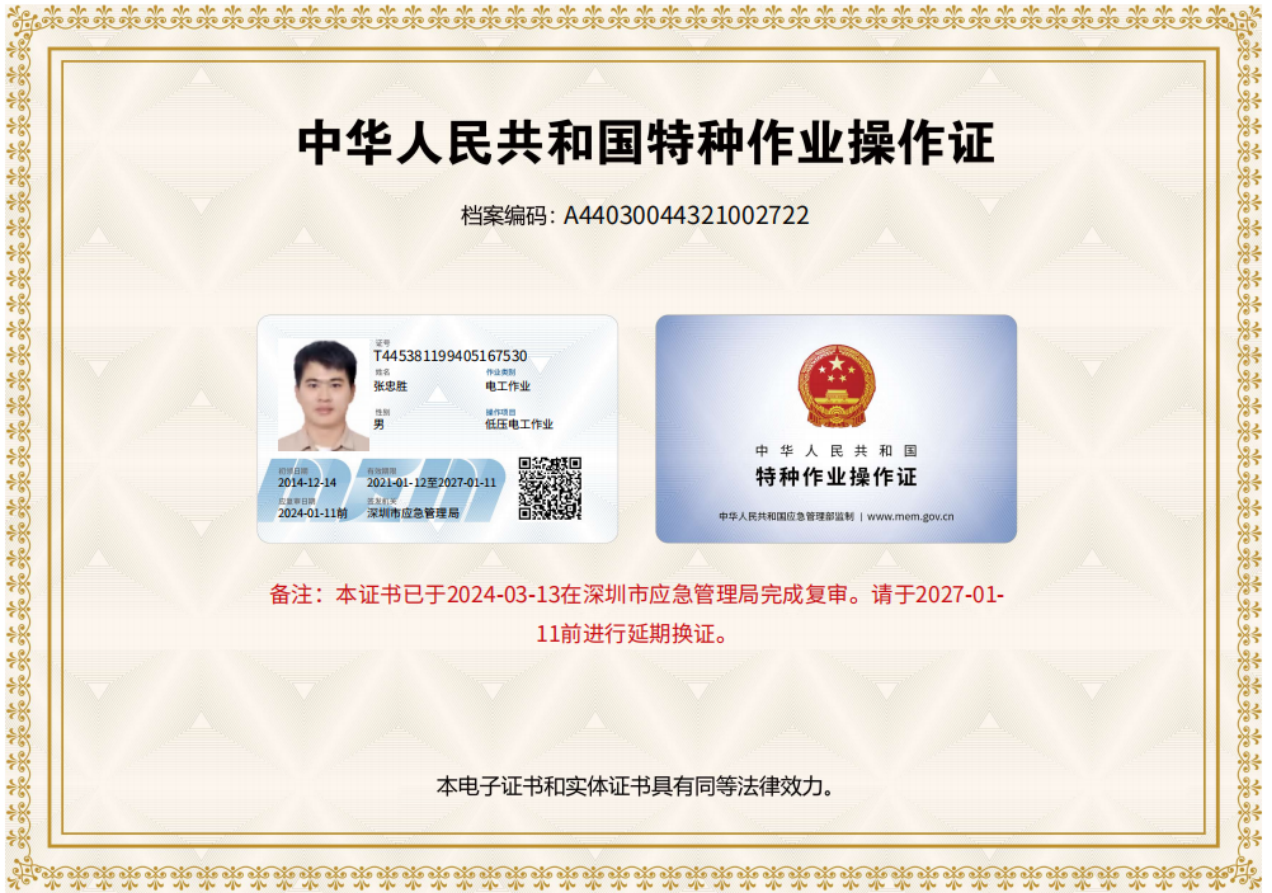 中华人民共和国特种作业操作证
档案编码：A44030044321002722
证号
T445381199405167530
姓名 作业类别
张忠胜 电工作业
性别 操作项目
男 低压电工作业
初领日期 有效期限
2014-12-14 2021-01-12至2027-01-11
应复审日期 签发机关
2024-01-11前 深圳市应急管理局
中华人民共和国
特种作业操作证
中华人民共和国应急管理部监制 | www.mem.gov.cn
备注：本证书已于2024-03-13在深圳市应急管理局完成复审。请于2027-01-
11前进行延期换证。
本电子证书和实体证书具有同等法律效力。